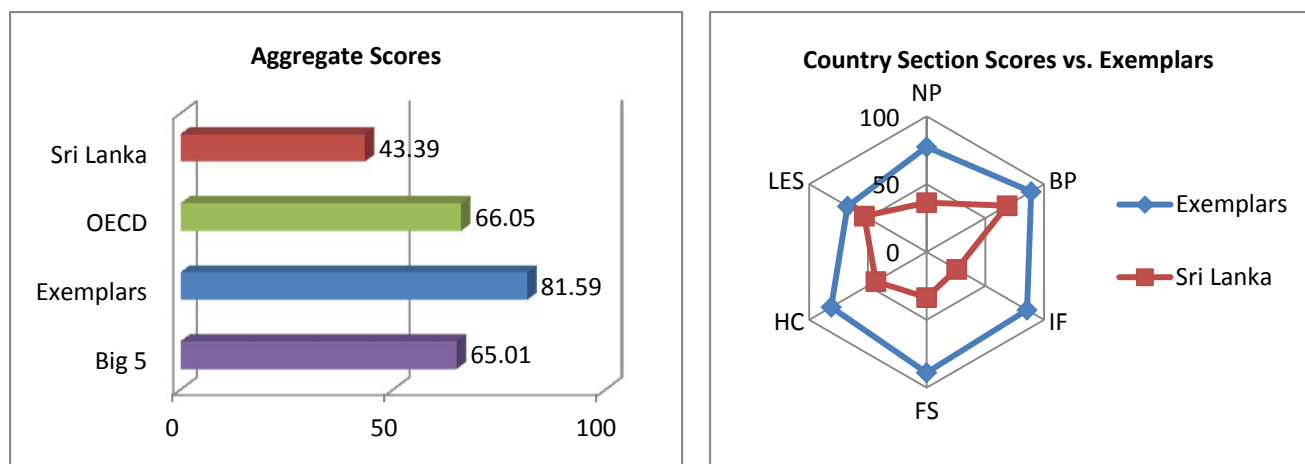 Aggregate Scores
Sri Lanka
43.39
OECD
66.05
Exemplars
81.59
Big 5
65.01
0
50
100
Country Section Scores vs. Exemplars
NP
100
LES
50
BP
0
HC
IF
FS
Exemplars
Sri Lanka